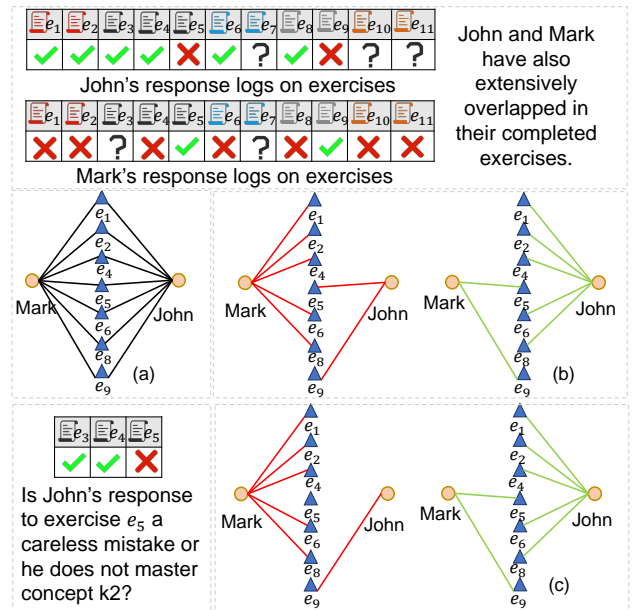 e1 e2 e3 e4 e5 e6 e7 e8 e9 e10 e11
? ? ?
John's response logs on exercises
John and Mark
have also
extensively
overlapped in
their completed
exercises.
e1 e2 e3 e4 e5 e6 e7 e8 e9 e10 e11
? ?
Mark's response logs on exercises
e1
e2
e4
Mark
John
e5
e6
e8
e9
(a)
e1
e2
e4
Mark
John
e5
e6
e8
e9
e1
e2
e4
Mark
John
e5
e6
e8
e9
(b)
e3 e4 e5
Is John's response
to exercise e5 a
careless mistake or
he does not master
concept k2?
e1
e2
e4
Mark
John
e5
e6
e8
e9
e1
e2
e4
Mark
John
e5
e6
e8
e9
(c)